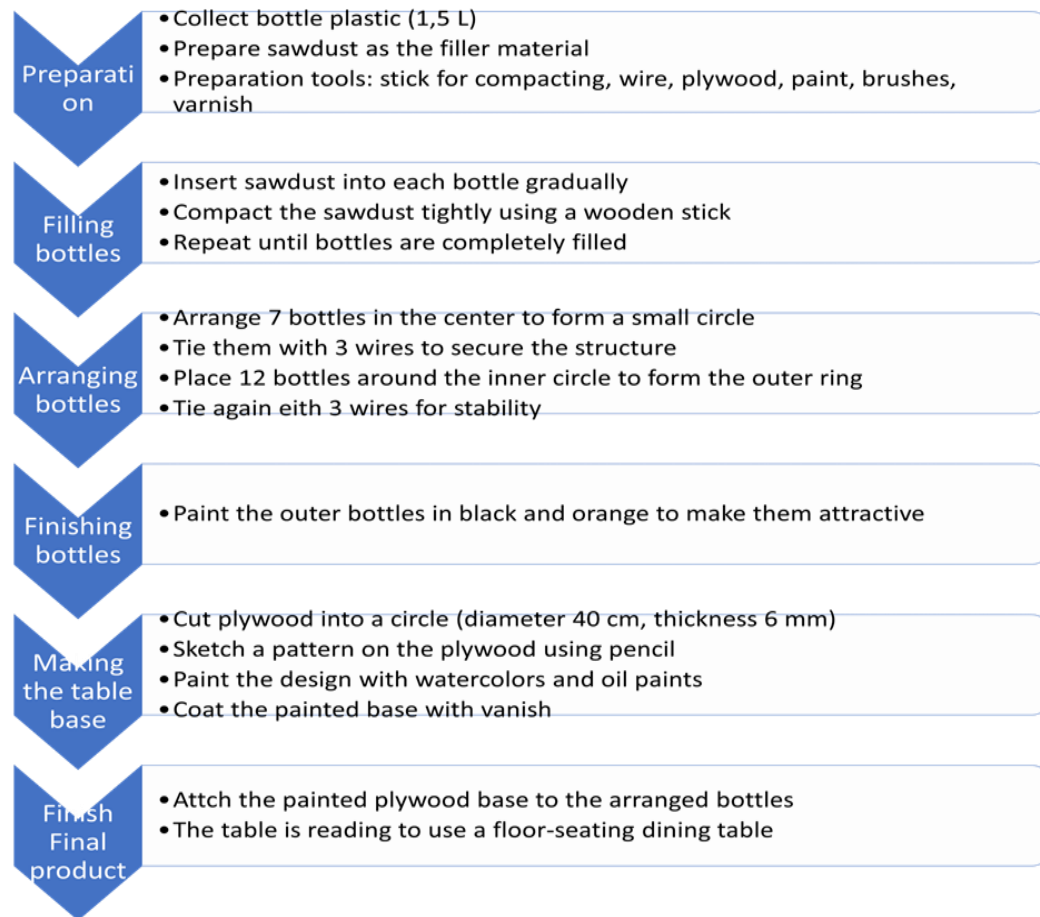 Preparati
on
•Collect bottle plastic (1,5 L)
•Prepare sawdust as the filler material
•Preparation tools: stick for compacting, wire, plywood, paint, brushes,
varnish
Filling
bottles
•Insert sawdust into each bottle gradually
•Compact the sawdust tightly using a wooden stick
•Repeat until bottles are completely filled
Arranging
bottles
•Arrange 7 bottles in the center to form a small circle
•Tie them with 3 wires to secure the structure
•Place 12 bottles around the inner circle to form the outer ring
•Tie again eith 3 wires for stability
Finishing
bottles
•Paint the outer bottles in black and orange to make them attractive
Making
the table
base
•Cut plywood into a circle (diameter 40 cm, thickness 6 mm)
•Sketch a pattern on the plywood using pencil
•Paint the design with watercolors and oil paints
•Coat the painted base with vanish
Finish
Final
product
•Attch the painted plywood base to the arranged bottles
•The table is reading to use a floor-seating dining table